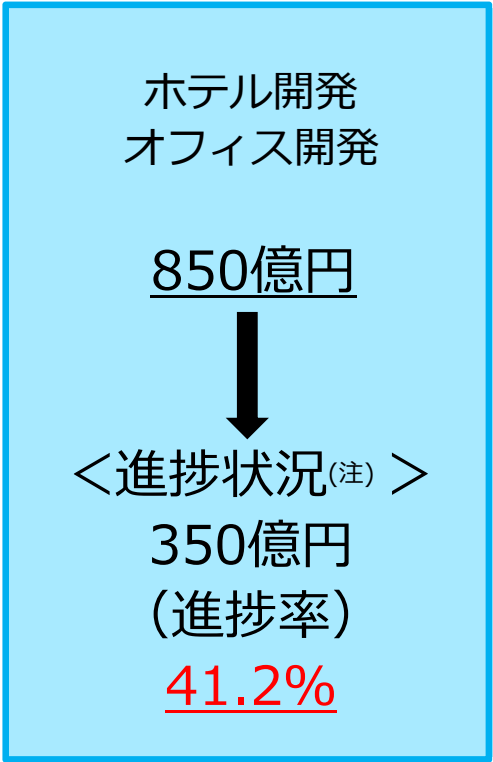 ホテル開発
オフィス開発
850億円
＜進捗状況(注) ＞
350億円
（進捗率）
41.2%